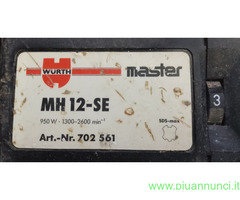 WÜRTH master
MH 12-SE 3
950 W · 1300-2600 min⁻¹ SDS-max
Art.-Nr. 702 561
www.piuannunci.it